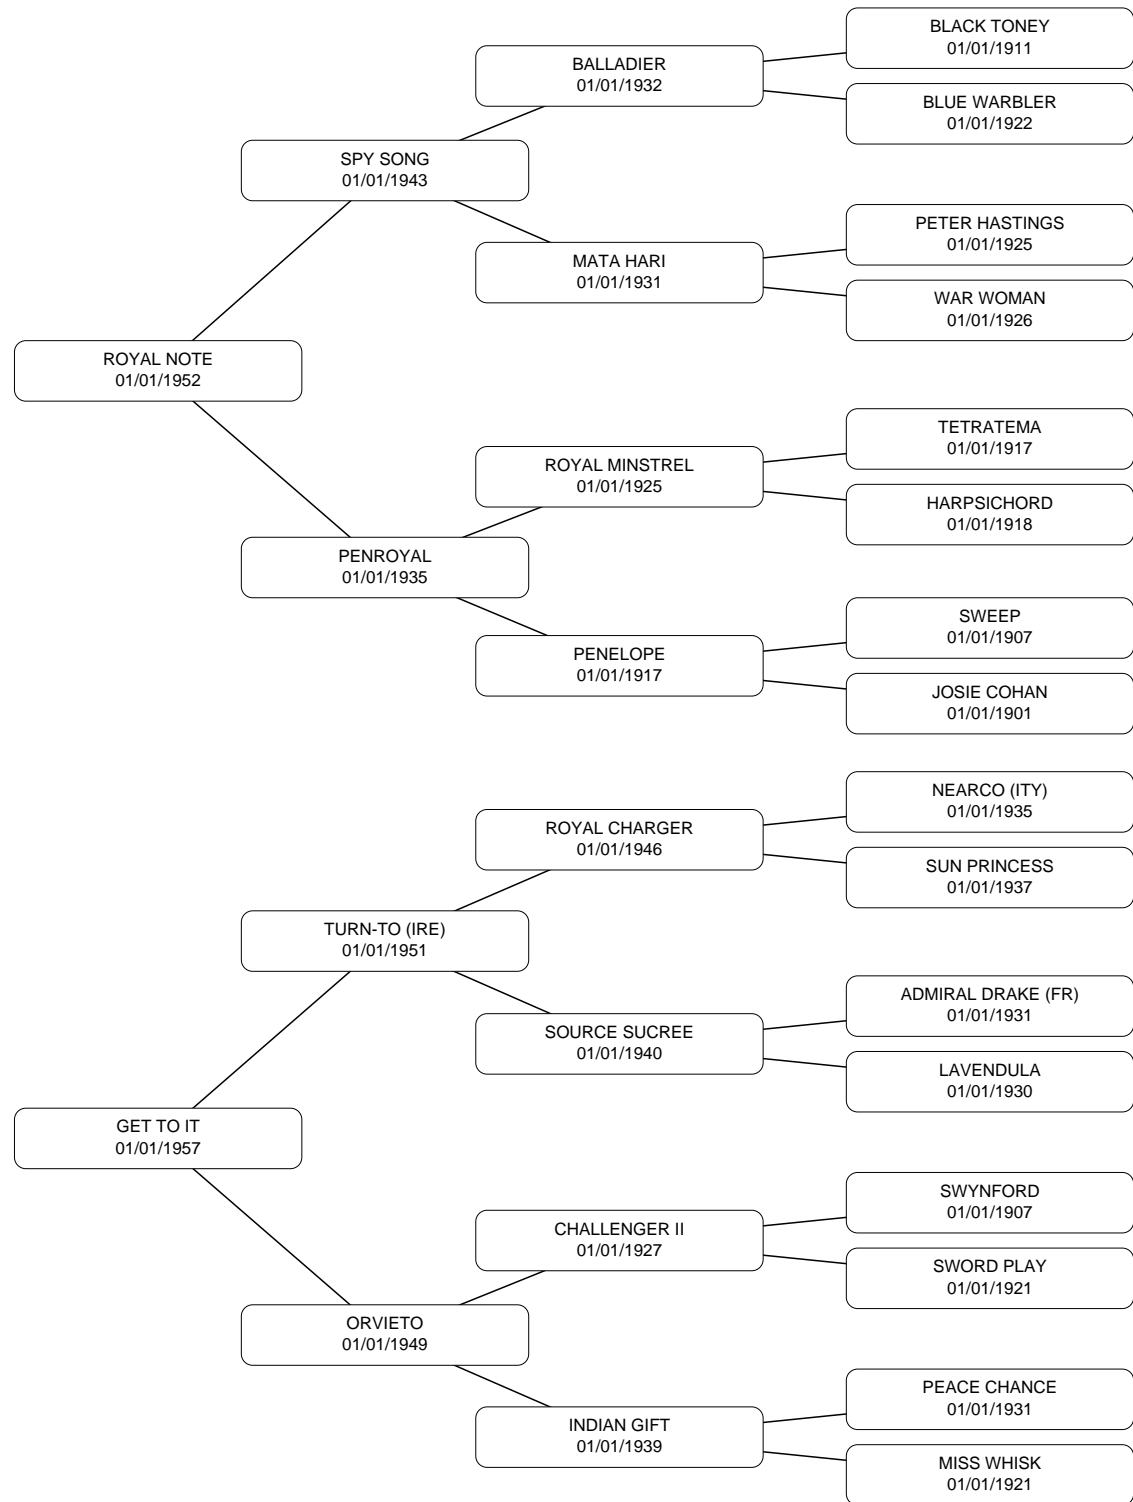 BLACK TONEY
01/01/1911
BALLADIER
01/01/1932
BLUE WARBLER
01/01/1922
SPY SONG
01/01/1943
PETER HASTINGS
01/01/1925
MATA HARI
01/01/1931
WAR WOMAN
01/01/1926
ROYAL NOTE
01/01/1952
TETRATEMA
01/01/1917
ROYAL MINSTREL
01/01/1925
HARPSICHORD
01/01/1918
PENROYAL
01/01/1935
SWEEP
01/01/1907
PENELOPE
01/01/1917
JOSIE COHAN
01/01/1901
NEARCO (ITY)
01/01/1935
ROYAL CHARGER
01/01/1946
SUN PRINCESS
01/01/1937
TURN-TO (IRE)
01/01/1951
ADMIRAL DRAKE (FR)
01/01/1931
SOURCE SUCREE
01/01/1940
LAVENDULA
01/01/1930
GET TO IT
01/01/1957
SWYNFORD
01/01/1907
CHALLENGER II
01/01/1927
SWORD PLAY
01/01/1921
ORVIETO
01/01/1949
PEACE CHANCE
01/01/1931
INDIAN GIFT
01/01/1939
MISS WHISK
01/01/1921